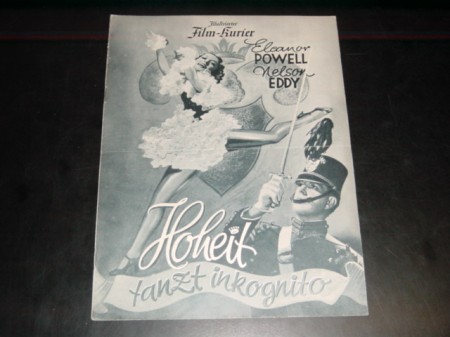 Illustrierter
Film-Kurier
Eleanor
POWELL
Nelson
EDDY
Hoheit
tanzt inkognito